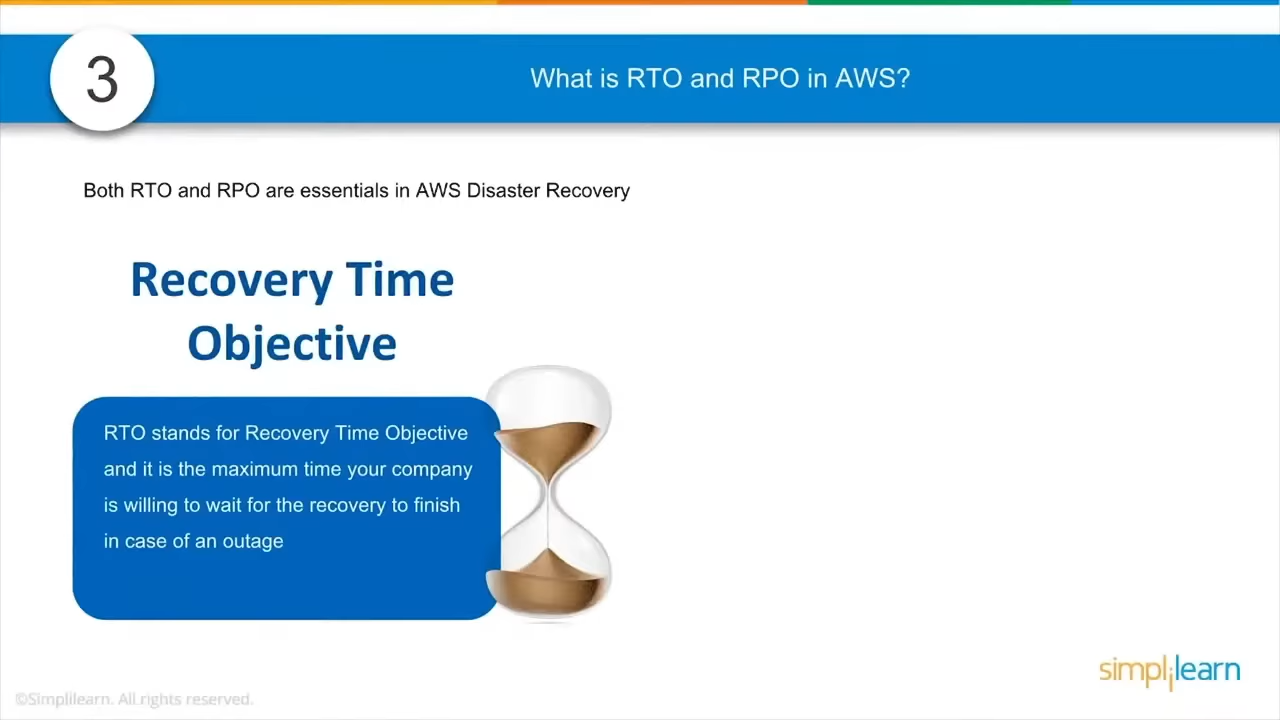 3
What is RTO and RPO in AWS?
Both RTO and RPO are essentials in AWS Disaster Recovery
Recovery Time
Objective
RTO stands for Recovery Time Objective
and it is the maximum time your company
is willing to wait for the recovery to finish
in case of an outage
simplilearn
©Simplilearn. All rights reserved.